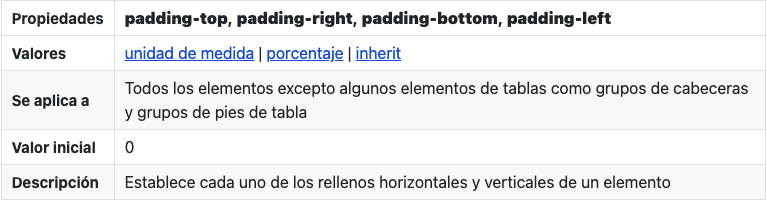 Propiedades padding-top, padding-right, padding-bottom, padding-left
Valores unidad de medida | porcentaje | inherit
Se aplica a Todos los elementos excepto algunos elementos de tablas como grupos de cabeceras
y grupos de pies de tabla
Valor inicial 0
Descripción Establece cada uno de los rellenos horizontales y verticales de un elemento